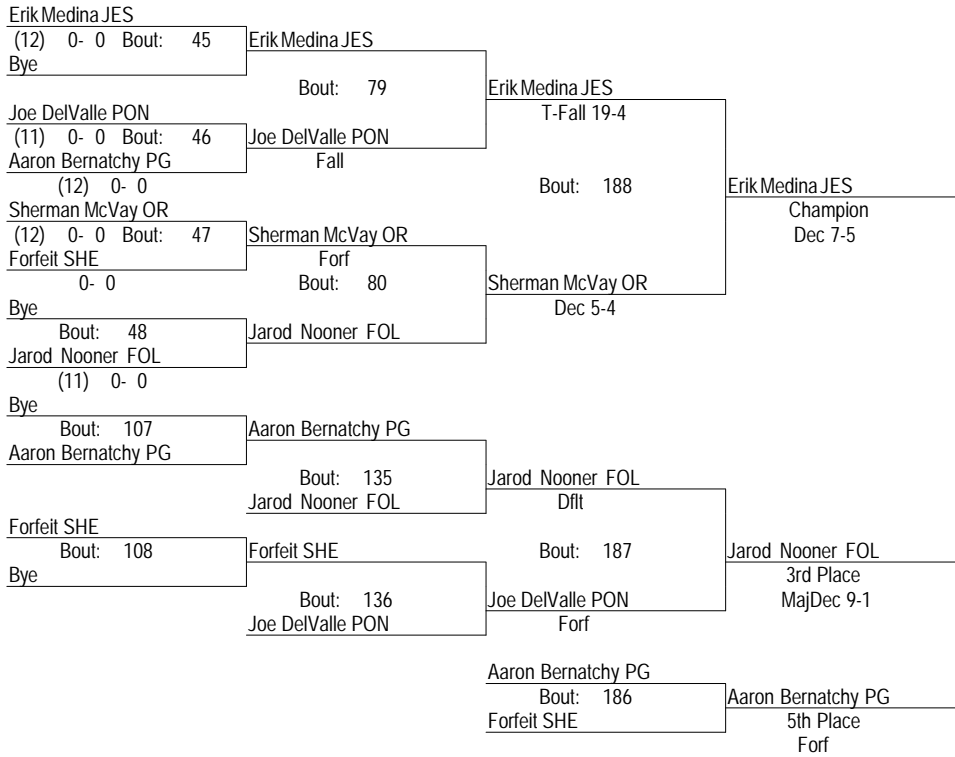 Erik Medina JES
(12) 0- 0 Bout: 45 Erik Medina JES
Bye
Bout: 79 Erik Medina JES
Joe DelValle PON T-Fall 19-4
(11) 0- 0 Bout: 46 Joe DelValle PON
Aaron Bernatchy PG Fall
(12) 0- 0 Bout: 188 Erik Medina JES
Sherman McVay OR Champion
(12) 0- 0 Bout: 47 Sherman McVay OR Dec 7-5
Forfeit SHE Forf
0- 0 Bout: 80 Sherman McVay OR
Bye Dec 5-4
Bout: 48 Jarod Nooner FOL
Jarod Nooner FOL
(11) 0- 0
Bye
Bout: 107 Aaron Bernatchy PG
Aaron Bernatchy PG
Bout: 135 Jarod Nooner FOL
Jarod Nooner FOL Dflt
Forfeit SHE
Bout: 108 Forfeit SHE Bout: 187 Jarod Nooner FOL
Bye 3rd Place
Bout: 136 Joe DelValle PON MajDec 9-1
Joe DelValle PON Forf
Aaron Bernatchy PG
Bout: 186 Aaron Bernatchy PG
Forfeit SHE 5th Place
Forf